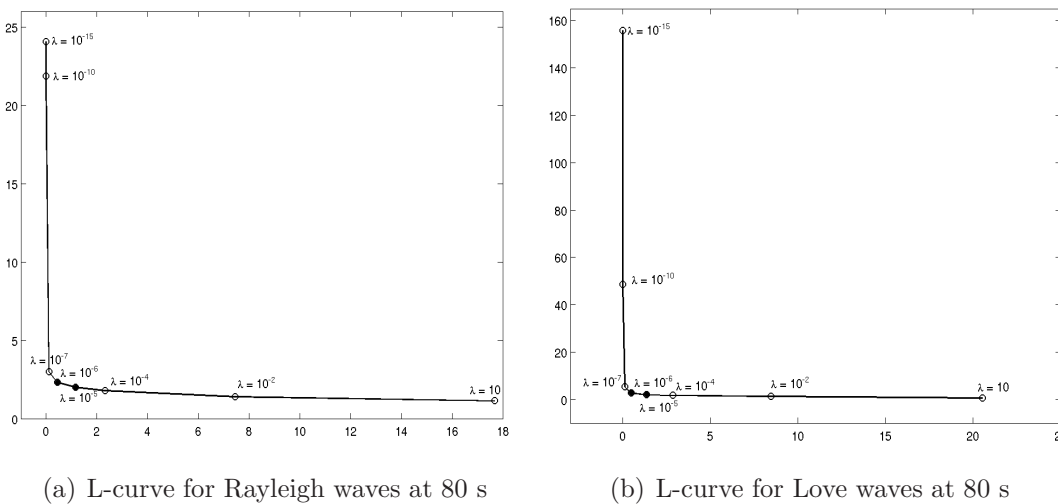 25
20
15
10
5
0
0 2 4 6 8 10 12 14 16 18
λ = 10⁻¹⁵
λ = 10⁻¹⁰
λ = 10⁻⁷
λ = 10⁻⁶
λ = 10⁻⁵
λ = 10⁻⁴
λ = 10⁻²
λ = 10
(a) L-curve for Rayleigh waves at 80 s
160
140
120
100
80
60
40
20
0
0 5 10 15 20 25
λ = 10⁻¹⁵
λ = 10⁻¹⁰
λ = 10⁻⁷
λ = 10⁻⁶
λ = 10⁻⁵
λ = 10⁻⁴
λ = 10⁻²
λ = 10
(b) L-curve for Love waves at 80 s